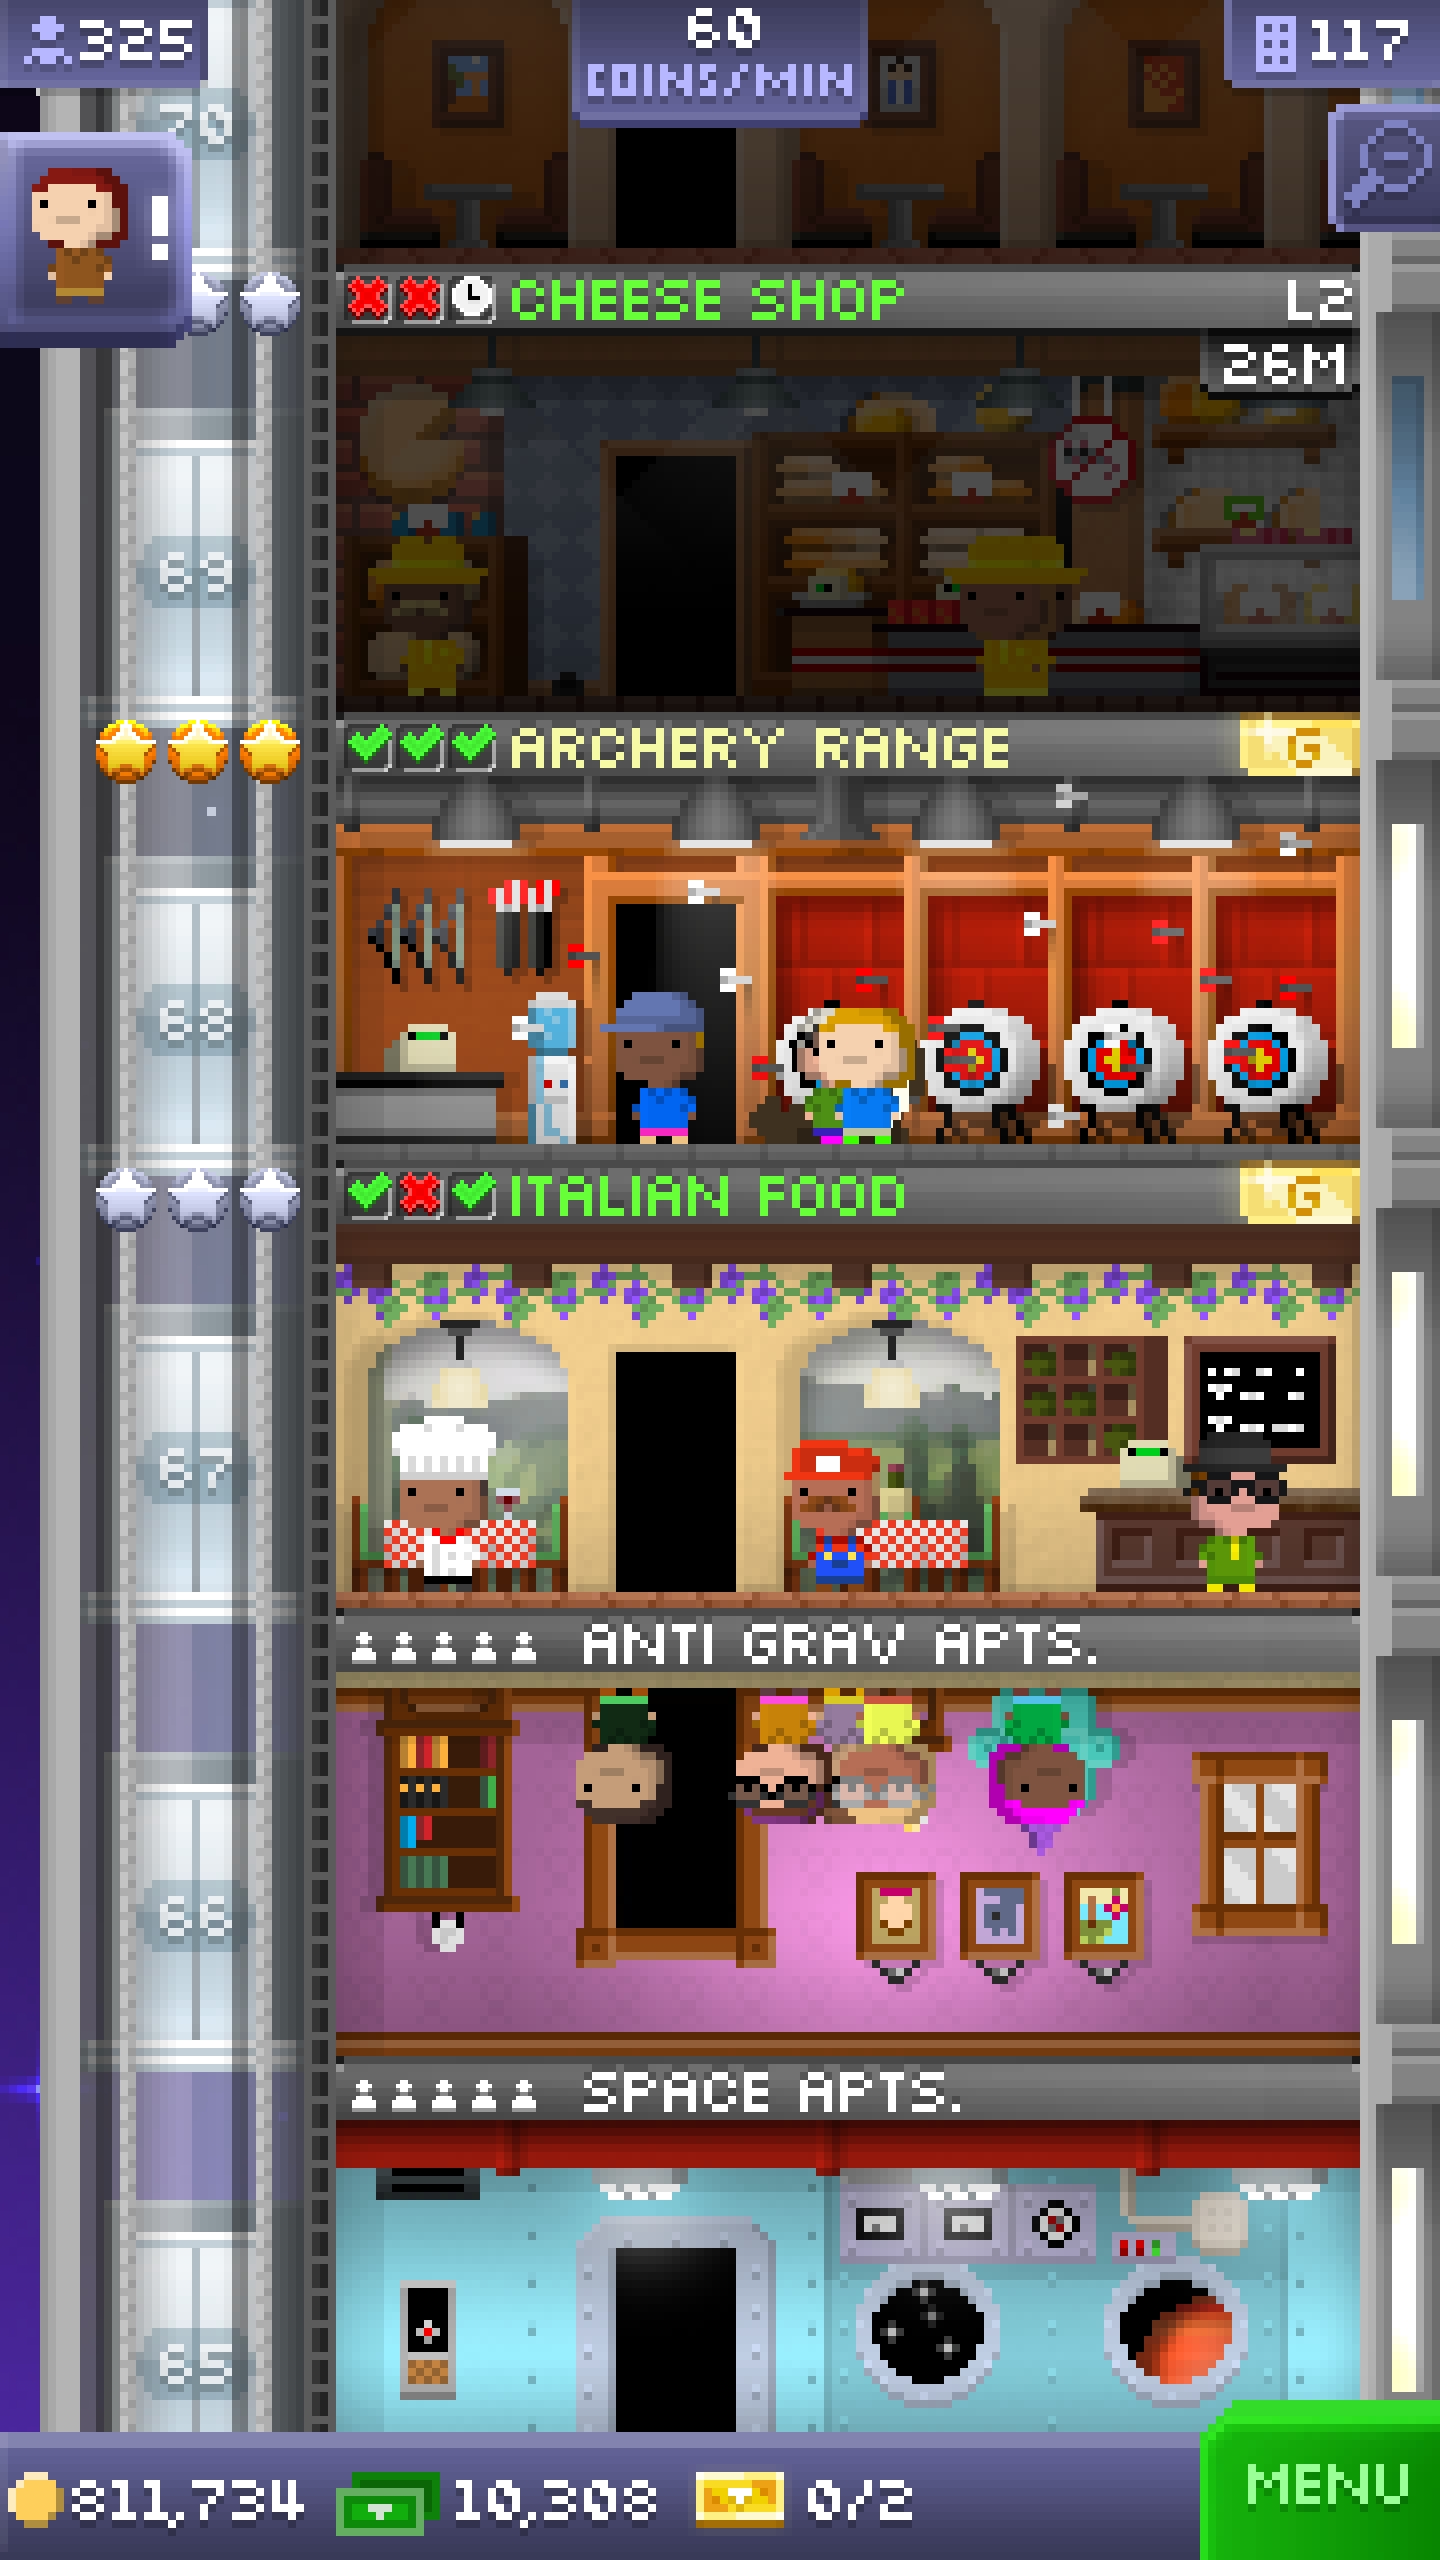 325
60
COINS/MIN
117
70
CHEESE SHOP L2
26M
69
ARCHERY RANGE G
68
ITALIAN FOOD G
67
ANTI GRAV APTS.
66
SPACE APTS.
65
811,734 10,308 0/2
MENU
!